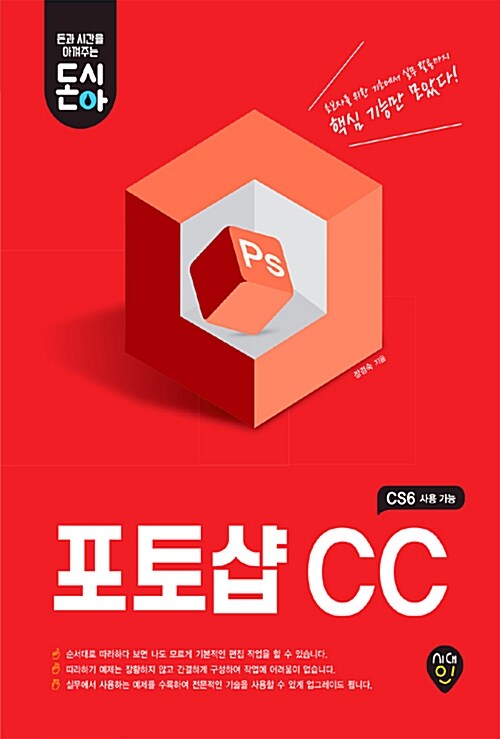 돈과 시간을
아껴주는
돈시
아
초보자를 위한 기초에서 실무 활용까지
핵심 기능만 모았다!
Ps
장경숙 지음
CS6 사용 가능
포토샵 CC
순서대로 따라하다 보면 나도 모르게 기본적인 편집 작업을 할 수 있습니다.
따라하기 예제는 장황하지 않고 간결하게 구성하여 작업에 어려움이 없습니다.
실무에서 사용하는 예제를 수록하여 전문적인 기술을 사용할 수 있게 업그레이드 됩니다.
시대
인